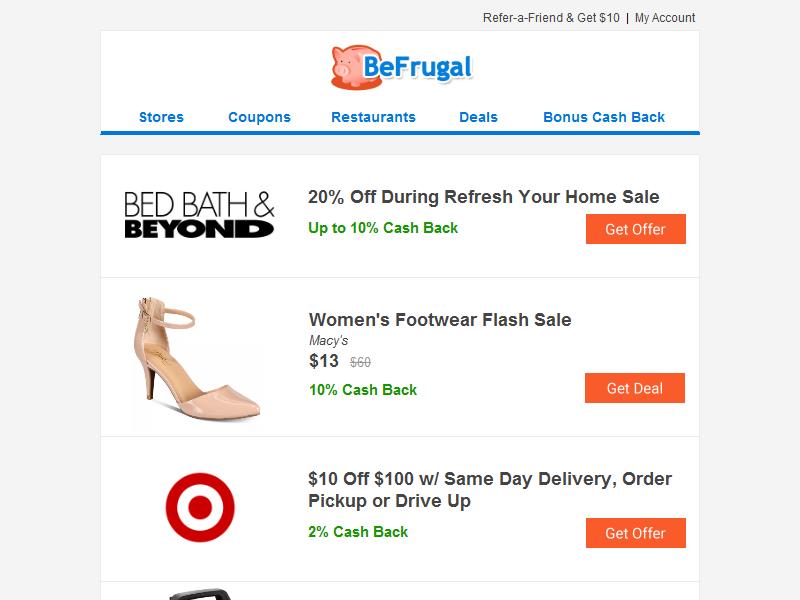 Refer-a-Friend & Get $10 | My Account
BeFrugal
Stores Coupons Restaurants Deals Bonus Cash Back
BED BATH &
BEYOND
20% Off During Refresh Your Home Sale
Up to 10% Cash Back
Get Offer
Women's Footwear Flash Sale
Macy's
$13 $60
10% Cash Back
Get Deal
$10 Off $100 w/ Same Day Delivery, Order
Pickup or Drive Up
2% Cash Back
Get Offer